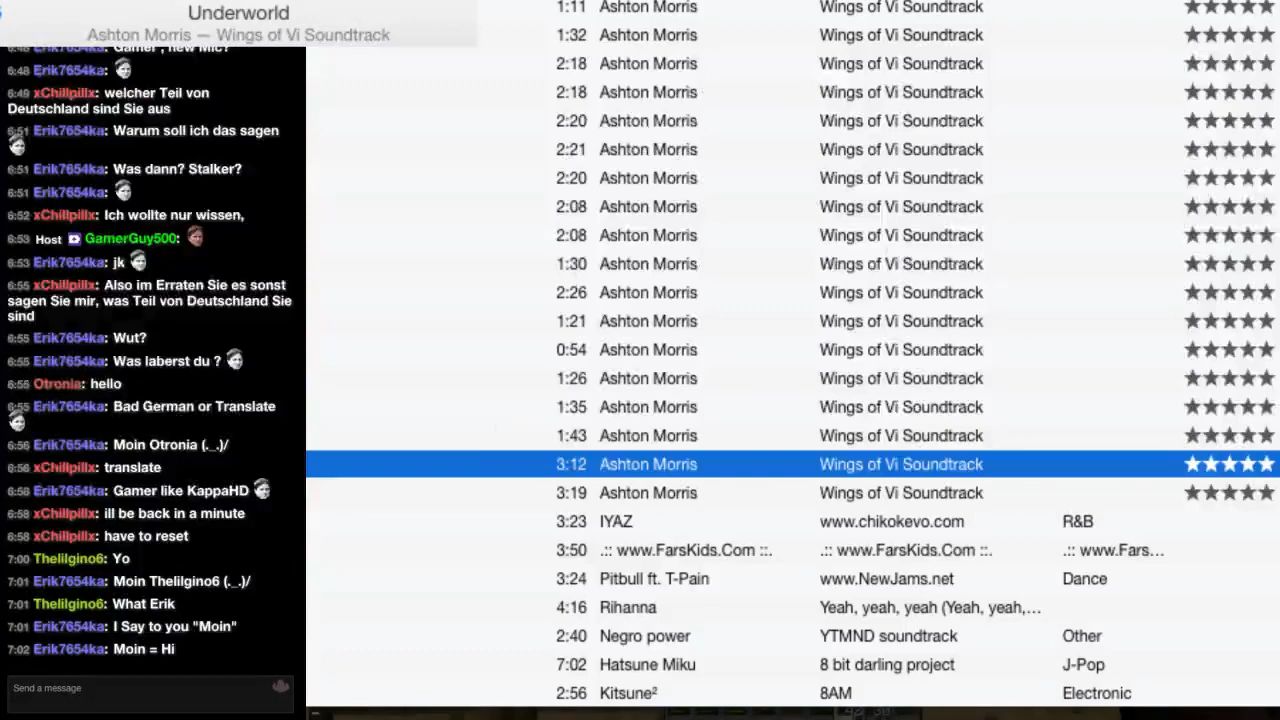 Underworld
Ashton Morris — Wings of Vi Soundtrack
6:48 Erik7654ka: Gamer , new Mic?
6:48 Erik7654ka:
6:49 xChillpillx: welcher Teil von
Deutschland sind Sie aus
6:51 Erik7654ka: Warum soll ich das sagen
6:51 Erik7654ka: Was dann? Stalker?
6:51 Erik7654ka:
6:52 xChillpillx: Ich wollte nur wissen,
6:53 Host GamerGuy500:
6:53 Erik7654ka: jk
6:55 xChillpillx: Also im Erraten Sie es sonst
sagen Sie mir, was Teil von Deutschland Sie
sind
6:55 Erik7654ka: Wut?
6:55 Erik7654ka: Was laberst du ?
6:55 Otronia: hello
6:55 Erik7654ka: Bad German or Translate
6:56 Erik7654ka: Moin Otronia (._.)/
6:56 xChillpillx: translate
6:58 Erik7654ka: Gamer like KappaHD
6:58 xChillpillx: ill be back in a minute
6:58 xChillpillx: have to reset
7:00 Thelilgino6: Yo
7:01 Erik7654ka: Moin Thelilgino6 (._.)/
7:01 Thelilgino6: What Erik
7:01 Erik7654ka: I Say to you "Moin"
7:02 Erik7654ka: Moin = Hi
Send a message
1:11 Ashton Morris Wings of Vi Soundtrack ★★★★★
1:32 Ashton Morris Wings of Vi Soundtrack ★★★★★
2:18 Ashton Morris Wings of Vi Soundtrack ★★★★★
2:18 Ashton Morris Wings of Vi Soundtrack ★★★★★
2:20 Ashton Morris Wings of Vi Soundtrack ★★★★★
2:21 Ashton Morris Wings of Vi Soundtrack ★★★★★
2:20 Ashton Morris Wings of Vi Soundtrack ★★★★★
2:08 Ashton Morris Wings of Vi Soundtrack ★★★★★
2:08 Ashton Morris Wings of Vi Soundtrack ★★★★★
1:30 Ashton Morris Wings of Vi Soundtrack ★★★★★
2:26 Ashton Morris Wings of Vi Soundtrack ★★★★★
1:21 Ashton Morris Wings of Vi Soundtrack ★★★★★
0:54 Ashton Morris Wings of Vi Soundtrack ★★★★★
1:26 Ashton Morris Wings of Vi Soundtrack ★★★★★
1:35 Ashton Morris Wings of Vi Soundtrack ★★★★★
1:43 Ashton Morris Wings of Vi Soundtrack ★★★★★
3:12 Ashton Morris Wings of Vi Soundtrack ★★★★★
3:19 Ashton Morris Wings of Vi Soundtrack ★★★★★
3:23 IYAZ www.chikokevo.com R&B
3:50 .:: www.FarsKids.Com ::. .:: www.FarsKids.Com ::. .:: www.Fars…
3:24 Pitbull ft. T-Pain www.NewJams.net Dance
4:16 Rihanna Yeah, yeah, yeah (Yeah, yeah,…
2:40 Negro power YTMND soundtrack Other
7:02 Hatsune Miku 8 bit darling project J-Pop
2:56 Kitsune² 8AM Electronic